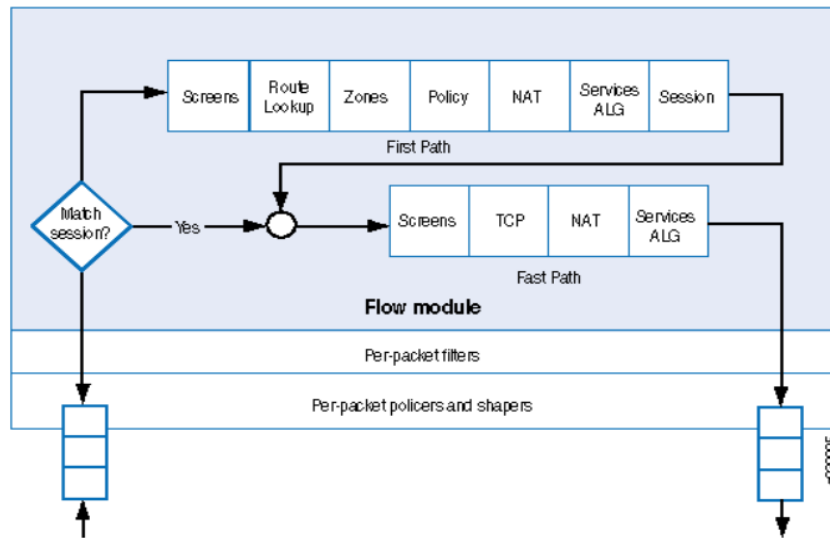 Screens
Route
Lookup
Zones
Policy
NAT
Services
ALG
Session
First Path
Match
session?
Yes
Screens
TCP
NAT
Services
ALG
Fast Path
Flow module
Per-packet filters
Per-packet policers and shapers